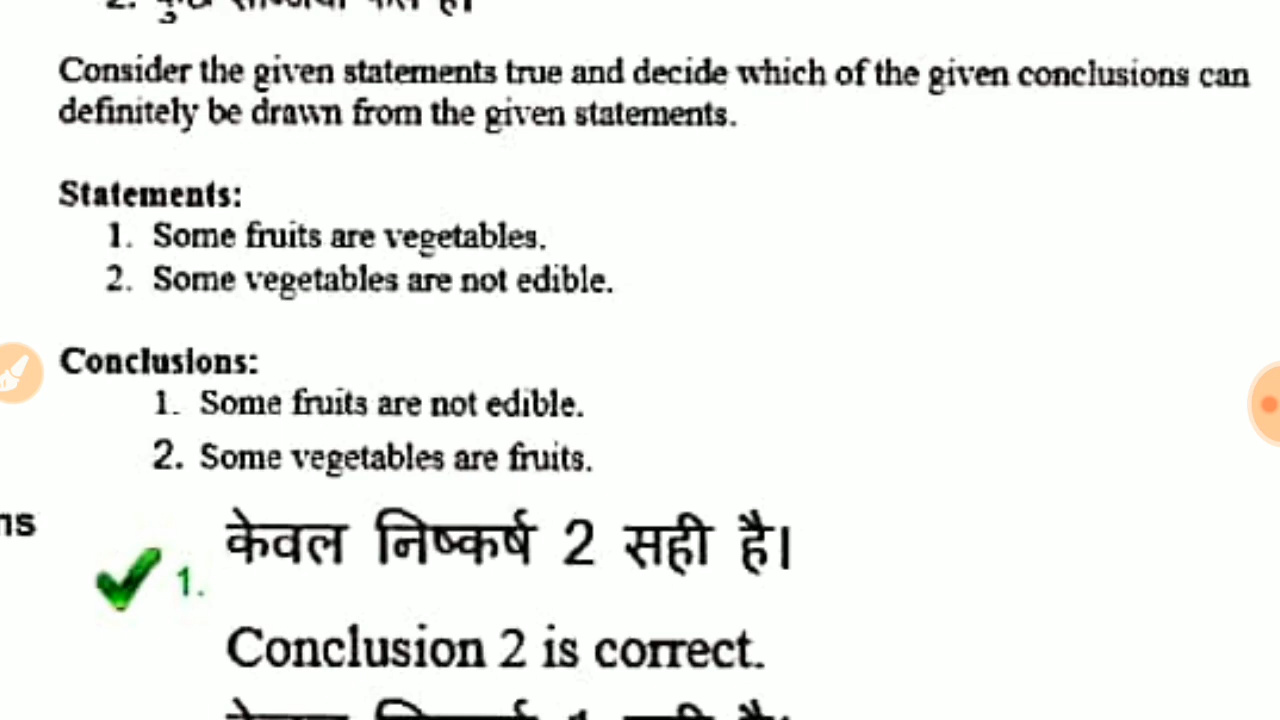 Consider the given statements true and decide which of the given conclusions can
definitely be drawn from the given statements.
Statements:
1. Some fruits are vegetables.
2. Some vegetables are not edible.
Conclusions:
1. Some fruits are not edible.
2. Some vegetables are fruits.
ns
केवल निष्कर्ष 2 सही है।
1.
Conclusion 2 is correct.